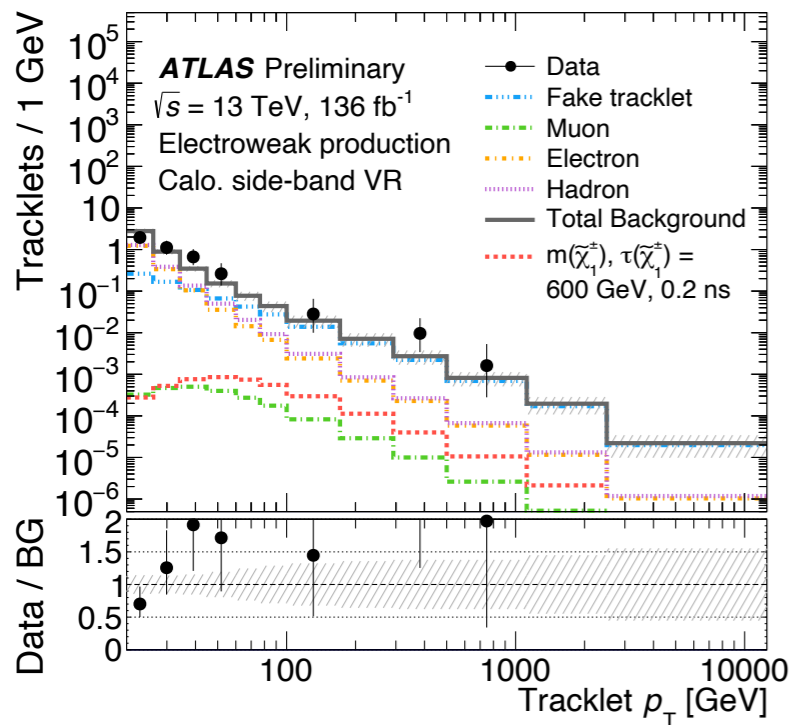 ATLAS Preliminary
√s = 13 TeV, 136 fb⁻¹
Electroweak production
Calo. side-band VR
Data
Fake tracklet
Muon
Electron
Hadron
Total Background
m(χ̃₁±), τ(χ̃₁±) =
600 GeV, 0.2 ns
Tracklets / 1 GeV
10⁵
10⁴
10³
10²
10
1
10⁻¹
10⁻²
10⁻³
10⁻⁴
10⁻⁵
10⁻⁶
Data / BG
2
1.5
1
0.5
0
100
1000
10000
Tracklet p_T [GeV]